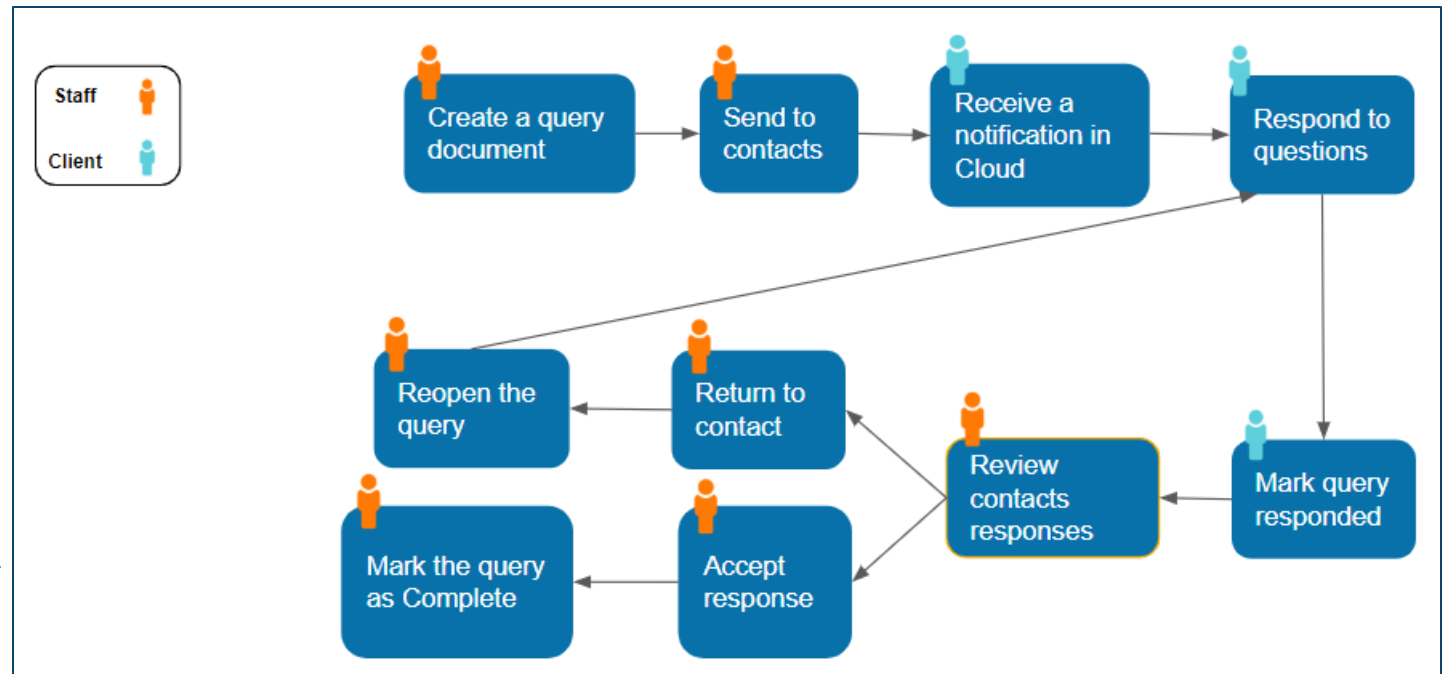 Staff
Client
Create a query
document
Send to
contacts
Receive a
notification in
Cloud
Respond to
questions
Reopen the
query
Return to
contact
Review
contacts
responses
Mark query
responded
Mark the query
as Complete
Accept
response